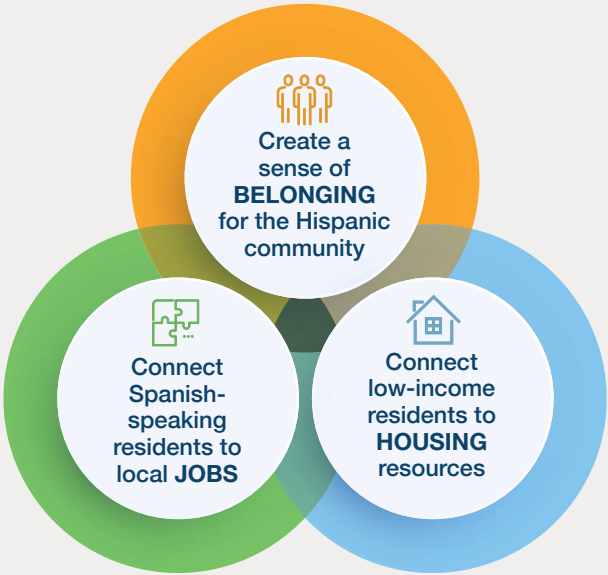 Create a
sense of
BELONGING
for the Hispanic
community
Connect
Spanish-
speaking
residents to
local JOBS
Connect
low-income
residents to
HOUSING
resources